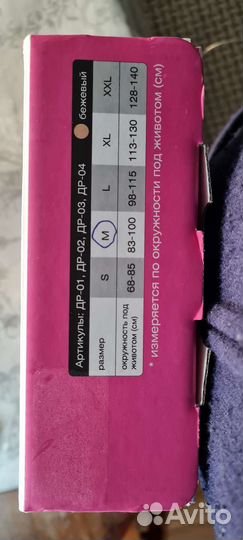 Артикулы: ДР-01, ДР-02, ДР-03, ДР-04 бежевый
размер S M L XL XXL
окружность под
животом (см) 68-85 83-100 98-115 113-130 128-140
* измеряется по окружности под животом (см)
Avito